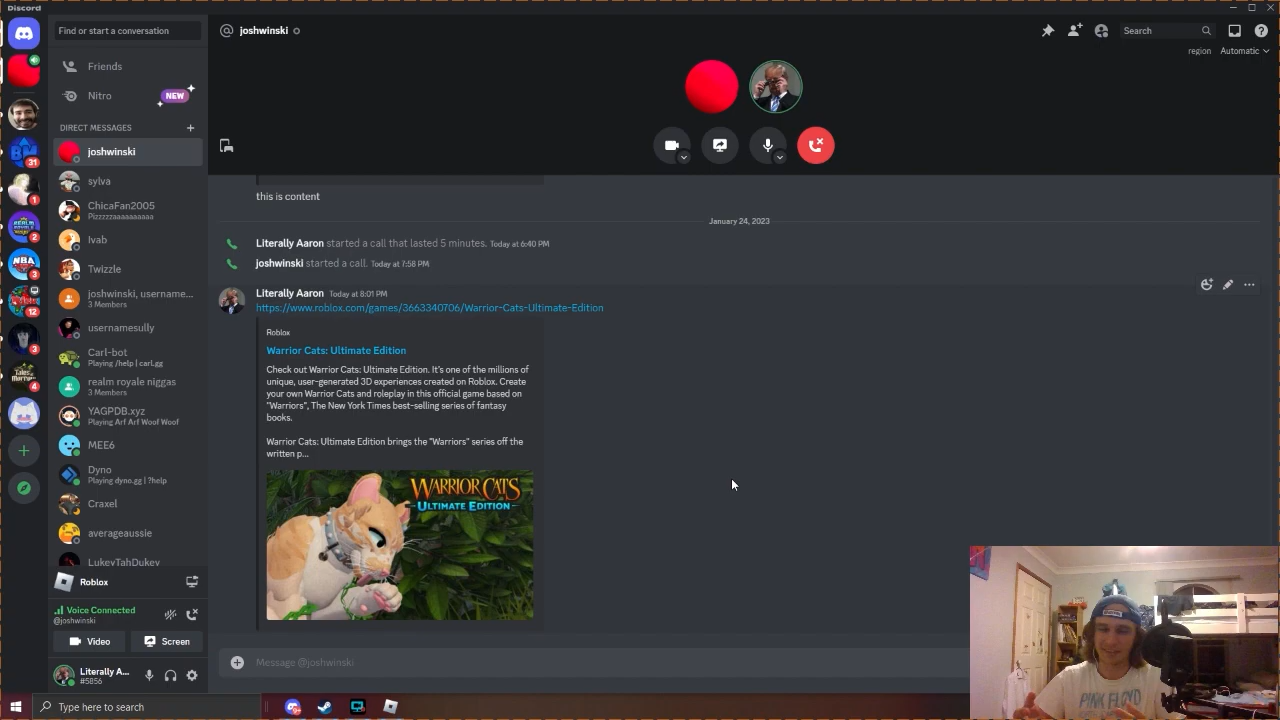 Discord
Find or start a conversation
Friends
Nitro
NEW
DIRECT MESSAGES
joshwinski
sylva
ChicaFan2005
Pizzzzzaaaaaaaaa
Ivab
Twizzle
joshwinski, username...
3 Members
usernamesully
Carl-bot
Playing /help | carl.gg
realm royale niggas
3 Members
YAGPDB.xyz
Playing Arf Arf Woof Woof
MEE6
Dyno
Playing dyno.gg | ?help
Craxel
averageaussie
LukeyTahDukey
Roblox
Voice Connected
@joshwinski
Video
Screen
Literally A...
#5856
31
1
2
NBA
3
12
3
4
joshwinski
Search
region
Automatic
this is content
January 24, 2023
Literally Aaron started a call that lasted 5 minutes. Today at 6:40 PM
joshwinski started a call. Today at 7:58 PM
Literally Aaron Today at 8:01 PM
https://www.roblox.com/games/3663340706/Warrior-Cats-Ultimate-Edition
Roblox
Warrior Cats: Ultimate Edition
Check out Warrior Cats: Ultimate Edition. It's one of the millions of
unique, user-generated 3D experiences created on Roblox. Create
your own Warrior Cats and roleplay in this official game based on
"Warriors", The New York Times best-selling series of fantasy
books.
Warrior Cats: Ultimate Edition brings the "Warriors" series off the
written p...
WARRIOR CATS
ULTIMATE EDITION
Message @joshwinski
PINK FLOYD
Type here to search